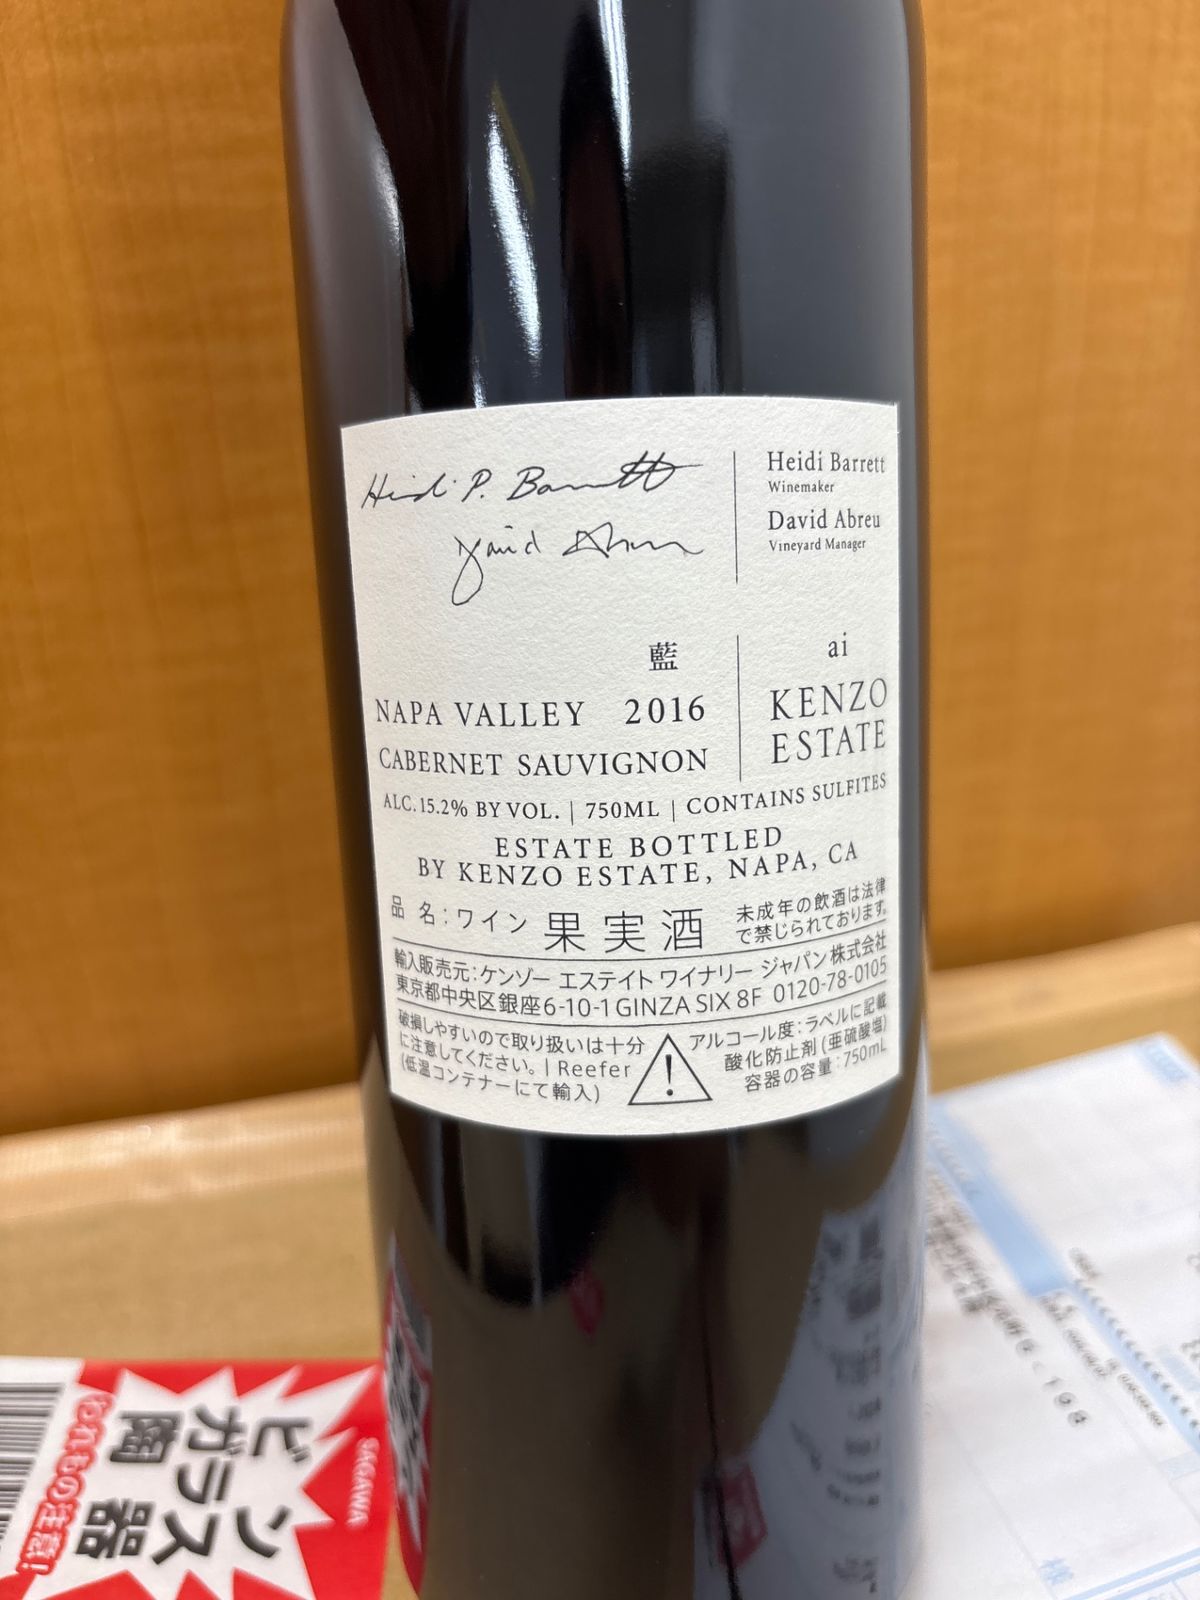 Heidi P. Barrett
David Abreu
Heidi Barrett
Winemaker
David Abreu
Vineyard Manager
藍
ai
NAPA VALLEY 2016
CABERNET SAUVIGNON
KENZO
ESTATE
ALC. 15.2% BY VOL. | 750ML | CONTAINS SULFITES
ESTATE BOTTLED
BY KENZO ESTATE, NAPA, CA
品 名:ワイン 果実酒
未成年の飲酒は法律
で禁じられております。
輸入販売元:ケンゾー エステイト ワイナリー ジャパン株式会社
東京都中央区銀座6-10-1 GINZA SIX 8F 0120-78-0105
破損しやすいので取り扱いは十分
に注意してください。 | Reefer
(低温コンテナーにて輸入)
!
アルコール度:ラベルに記載
酸化防止剤(亜硫酸塩)
容器の容量:750mL
SAGAWA
ビン
ガラス
陶器
われもの注意!
様